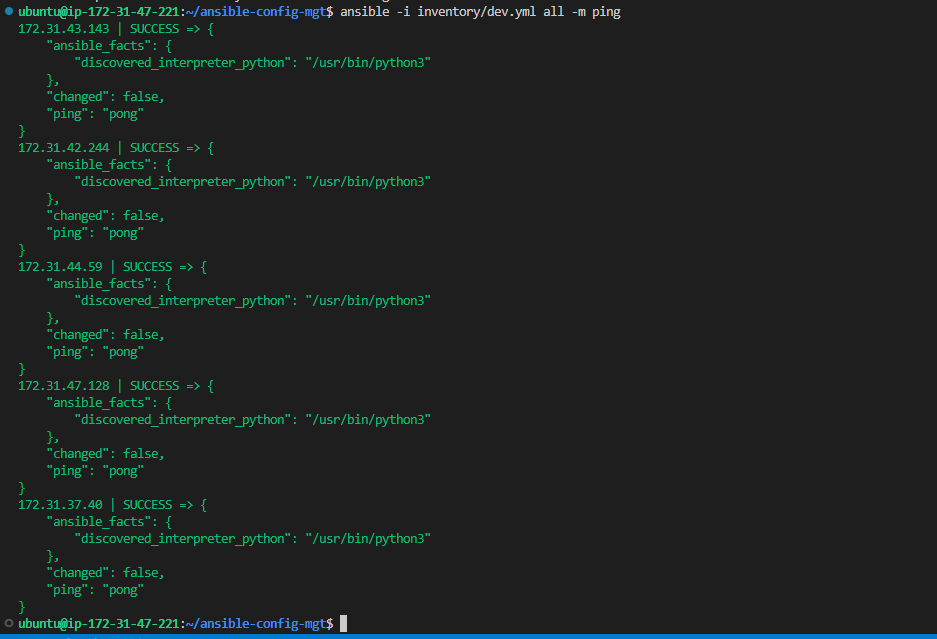 ubuntu@ip-172-31-47-221:~/ansible-config-mgt$ ansible -i inventory/dev.yml all -m ping
172.31.43.143 | SUCCESS => {
    "ansible_facts": {
        "discovered_interpreter_python": "/usr/bin/python3"
    },
    "changed": false,
    "ping": "pong"
}
172.31.42.244 | SUCCESS => {
    "ansible_facts": {
        "discovered_interpreter_python": "/usr/bin/python3"
    },
    "changed": false,
    "ping": "pong"
}
172.31.44.59 | SUCCESS => {
    "ansible_facts": {
        "discovered_interpreter_python": "/usr/bin/python3"
    },
    "changed": false,
    "ping": "pong"
}
172.31.47.128 | SUCCESS => {
    "ansible_facts": {
        "discovered_interpreter_python": "/usr/bin/python3"
    },
    "changed": false,
    "ping": "pong"
}
172.31.37.40 | SUCCESS => {
    "ansible_facts": {
        "discovered_interpreter_python": "/usr/bin/python3"
    },
    "changed": false,
    "ping": "pong"
}
ubuntu@ip-172-31-47-221:~/ansible-config-mgt$